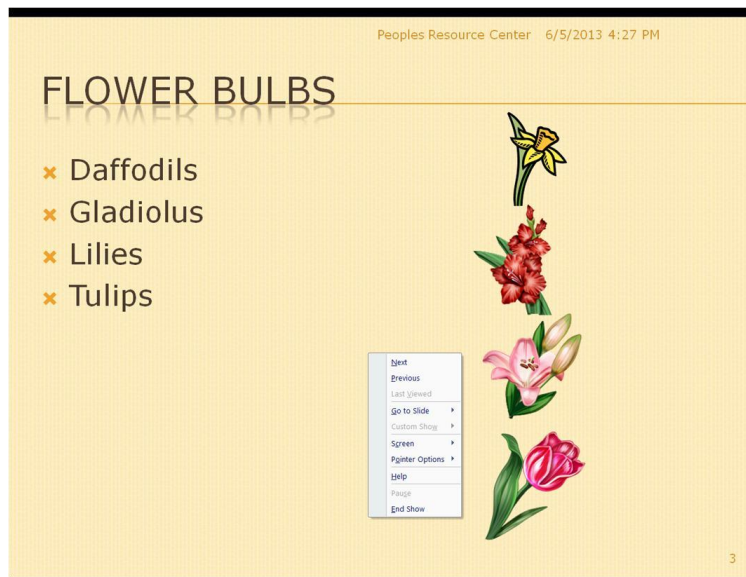 Peoples Resource Center 6/5/2013 4:27 PM
FLOWER BULBS
Daffodils
Gladiolus
Lilies
Tulips
Next
Previous
Last Viewed
Go to Slide
Custom Show
Screen
Pointer Options
Help
Pause
End Show
3